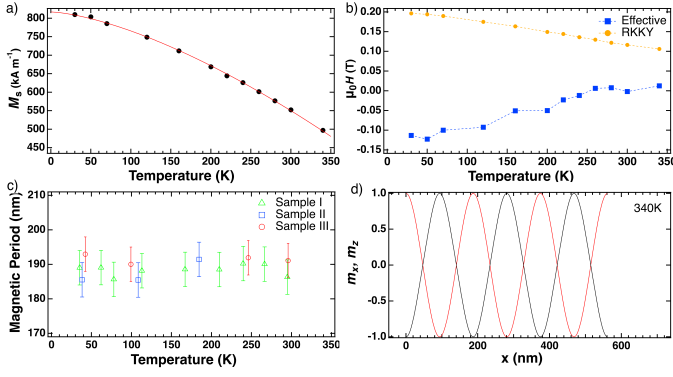 a)
800
750
700
650
600
550
500
450
Mₛ (kA m⁻¹)
0 50 100 150 200 250 300 350
Temperature (K)
b)
0.20
0.15
0.10
0.05
0.00
-0.05
-0.10
-0.15
μ₀H (T)
Effective
RKKY
0 50 100 150 200 250 300 350
Temperature (K)
c)
210
200
190
180
170
Magnetic Period (nm)
Sample I
Sample II
Sample III
0 50 100 150 200 250 300 350
Temperature (K)
d)
1.0
0.5
0.0
-0.5
-1.0
mₓ, m_z
340K
0 200 400 600
x (nm)